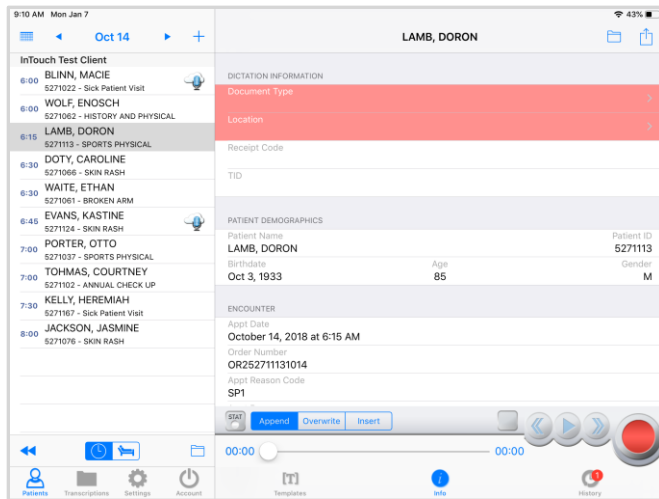 9:10 AM Mon Jan 7
43%
Oct 14
InTouch Test Client
6:00 BLINN, MACIE
5271022 - Sick Patient Visit
6:00 WOLF, ENOSCH
5271062 - HISTORY AND PHYSICAL
6:15 LAMB, DORON
5271113 - SPORTS PHYSICAL
6:30 DOTY, CAROLINE
5271066 - SKIN RASH
6:30 WAITE, ETHAN
5271061 - BROKEN ARM
6:45 EVANS, KASTINE
5271124 - SKIN RASH
7:00 PORTER, OTTO
5271037 - SPORTS PHYSICAL
7:00 TOHMAS, COURTNEY
5271102 - ANNUAL CHECK UP
7:30 KELLY, HEREMIAH
5271167 - Sick Patient Visit
8:00 JACKSON, JASMINE
5271076 - SKIN RASH
Patients Transcriptions Settings Account
LAMB, DORON
DICTATION INFORMATION
Document Type
Location
Receipt Code
TID
PATIENT DEMOGRAPHICS
Patient Name Patient ID
LAMB, DORON 5271113
Birthdate Age Gender
Oct 3, 1933 85 M
ENCOUNTER
Appt Date
October 14, 2018 at 6:15 AM
Order Number
OR252711131014
Appt Reason Code
SP1
STAT Append Overwrite Insert
00:00 00:00
[T] i 1
Templates Info History